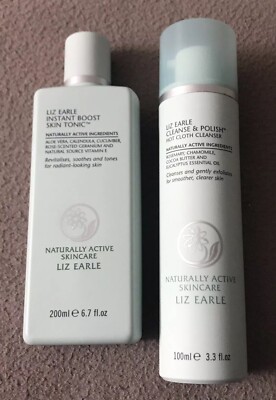 LIZ EARLE
INSTANT BOOST
SKIN TONIC™
NATURALLY ACTIVE INGREDIENTS
ALOE VERA, CALENDULA, CUCUMBER,
ROSE-SCENTED GERANIUM AND
NATURAL SOURCE VITAMIN E
Revitalises, soothes and tones
for radiant-looking skin
NATURALLY ACTIVE
SKINCARE
LIZ EARLE
200ml ℮ 6.7 fl.oz
LIZ EARLE
CLEANSE & POLISH®
HOT CLOTH CLEANSER
NATURALLY ACTIVE INGREDIENTS
ROSEMARY, CHAMOMILE,
COCOA BUTTER AND
EUCALYPTUS ESSENTIAL OIL
Cleanses and gently exfoliates
for smoother, clearer skin
NATURALLY ACTIVE
SKINCARE
LIZ EARLE
100ml ℮ 3.3 fl.oz